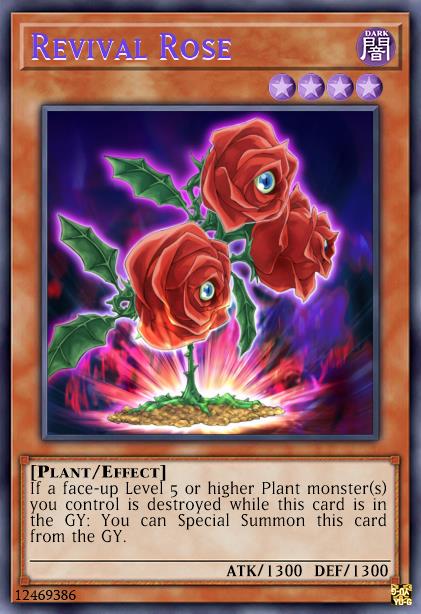 Revival Rose
DARK
闇
[Plant/Effect]
If a face-up Level 5 or higher Plant monster(s)
you control is destroyed while this card is in
the GY: You can Special Summon this card
from the GY.
ATK/1300 DEF/1300
12469386